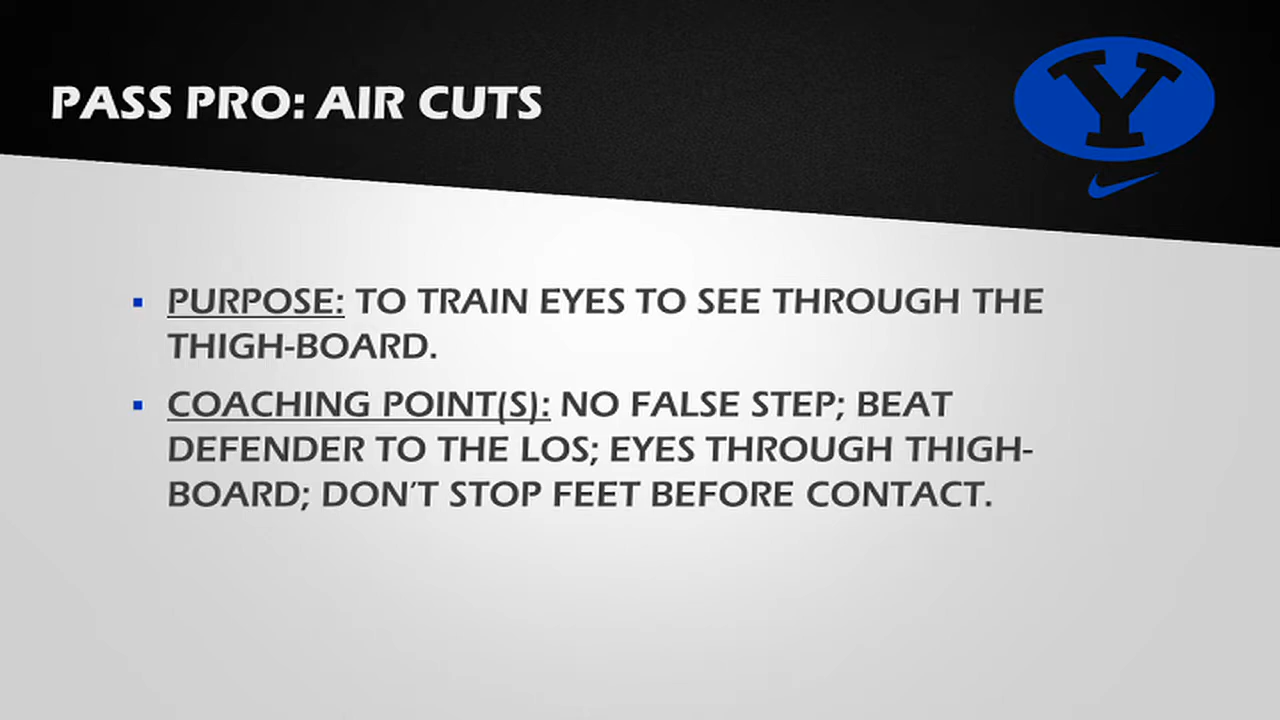 PASS PRO: AIR CUTS
Y
PURPOSE: TO TRAIN EYES TO SEE THROUGH THE
THIGH-BOARD.
COACHING POINT(S): NO FALSE STEP; BEAT
DEFENDER TO THE LOS; EYES THROUGH THIGH-
BOARD; DON'T STOP FEET BEFORE CONTACT.